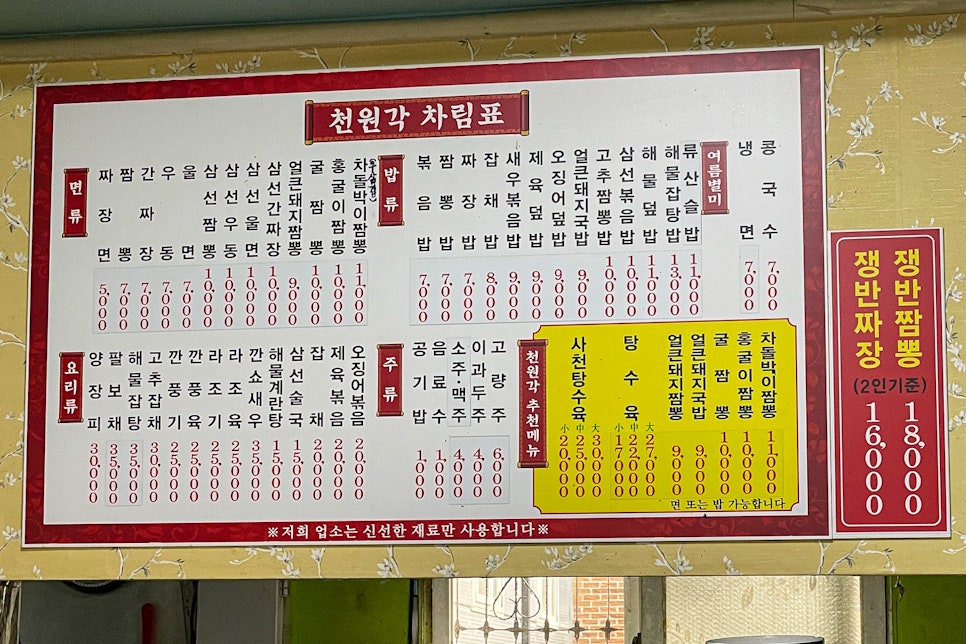 천원각 차림표
면류
짜장면 5,000
짬뽕 7,000
간짜장 7,000
우동 7,000
울면 7,000
삼선짬뽕 10,000
삼선우동 10,000
삼선울면 10,000
삼선간짜장 10,000
얼큰돼지짬뽕 9,000
굴짬뽕 10,000
홍굴이짬뽕 10,000
차돌박이짬뽕 11,000
밥류
볶음밥 7,000
짬뽕밥 7,000
짜장밥 7,000
잡채밥 8,000
새우볶음밥 9,000
제육덮밥 9,000
오징어덮밥 9,000
얼큰돼지국밥 9,000
고추짬뽕밥 10,000
삼선볶음밥 10,000
해물덮밥 11,000
해물잡탕밥 13,000
류산슬밥 11,000
여름별미
냉면 7,000
콩국수 7,000
요리류
양장피 30,000
팔보채 35,000
해물잡탕 35,000
고추잡채 30,000
깐풍기 25,000
깐풍육 25,000
라조기 25,000
라조육 25,000
깐쇼새우 30,000
해물계란탕 15,000
삼선술국 15,000
잡채 20,000
제육볶음 20,000
오징어볶음 20,000
주류
공기밥 1,000
음료수 1,000
소주·맥주 4,000
이과두주 4,000
고량주 6,000
천원각 추천메뉴
사천탕수육 小 20,000 中 25,000 大 30,000
탕수육 小 17,000 中 22,000 大 27,000
얼큰돼지짬뽕 9,000
얼큰돼지국밥 9,000
굴짬뽕 10,000
홍굴이짬뽕 10,000
차돌박이짬뽕 11,000
면 또는 밥 가능합니다
※저희 업소는 신선한 재료만 사용합니다※
쟁반짜장 16,000
쟁반짬뽕 18,000
(2인기준)